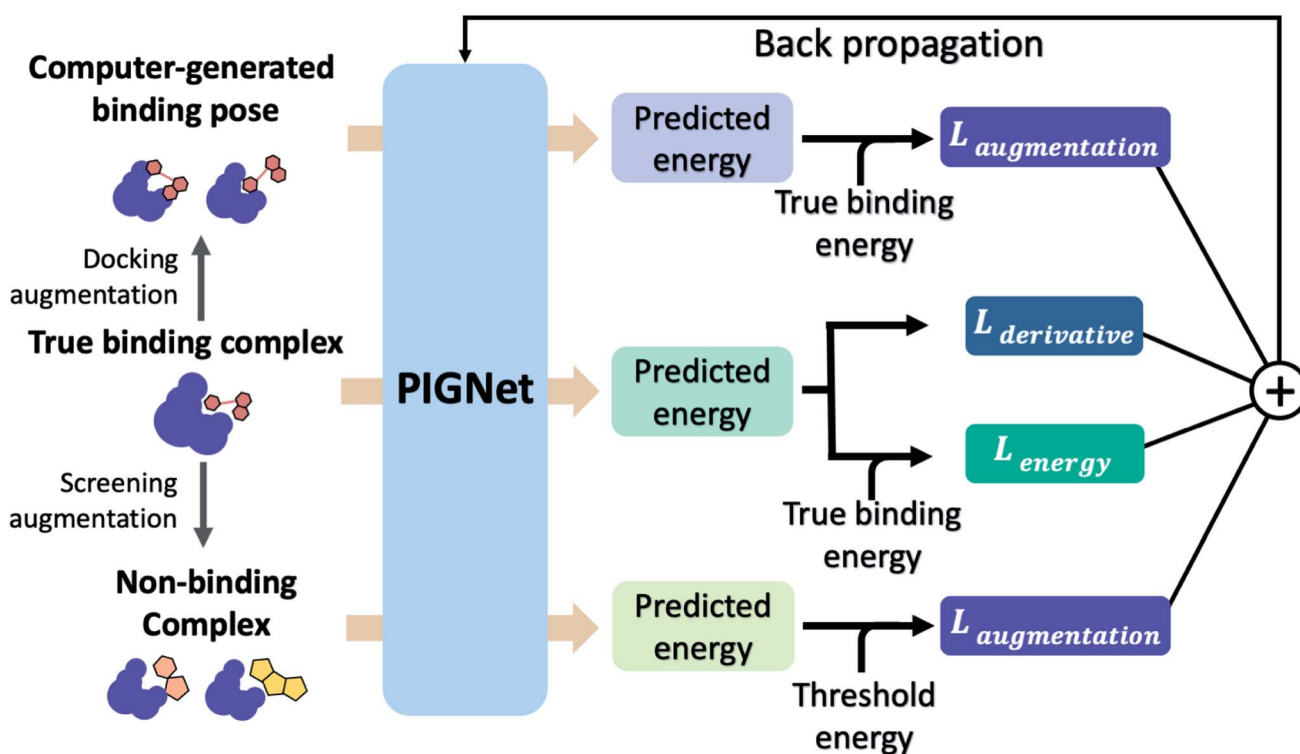 Back propagation
Computer-generated
binding pose
Docking
augmentation
True binding complex
Screening
augmentation
Non-binding
Complex
PIGNet
Predicted
energy
True binding
energy
L augmentation
Predicted
energy
L derivative
L energy
True binding
energy
+
Predicted
energy
Threshold
energy
L augmentation